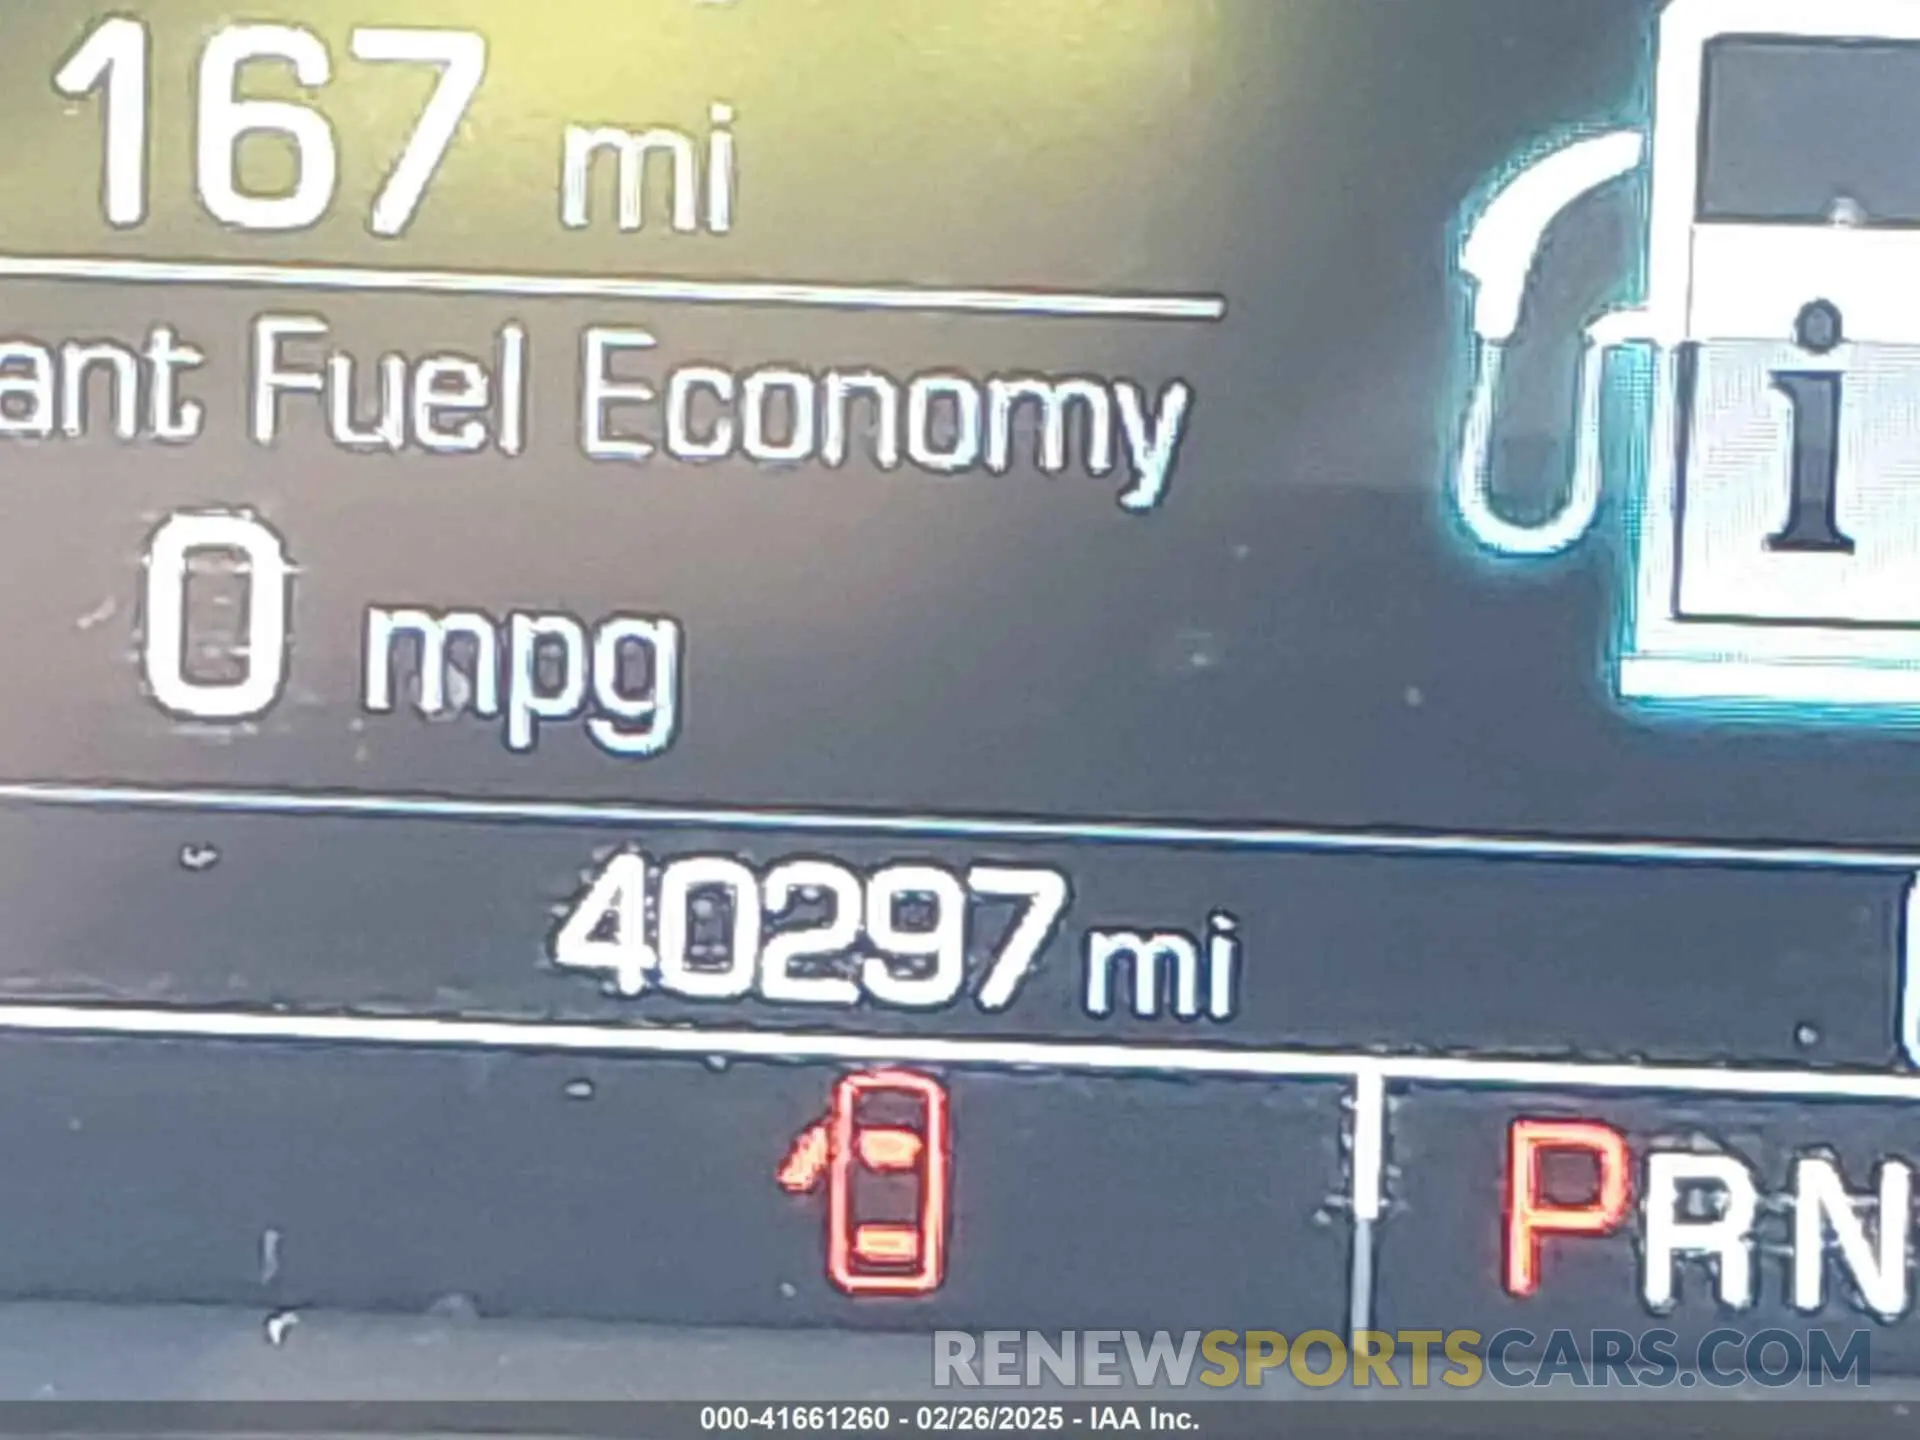 167 mi
ant Fuel Economy
0 mpg
i
40297 mi
PRN
RENEWSPORTSCARS.COM
000-41661260 - 02/26/2025 - IAA Inc.